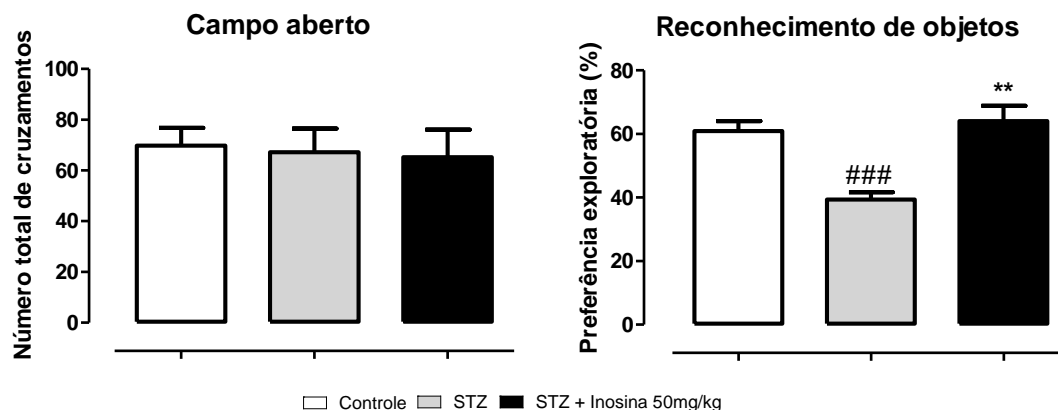 Campo aberto
Número total de cruzamentos
100
80
60
40
20
0
Reconhecimento de objetos
Preferência exploratória (%)
80
60
40
20
0
###
**
Controle STZ STZ + Inosina 50mg/kg